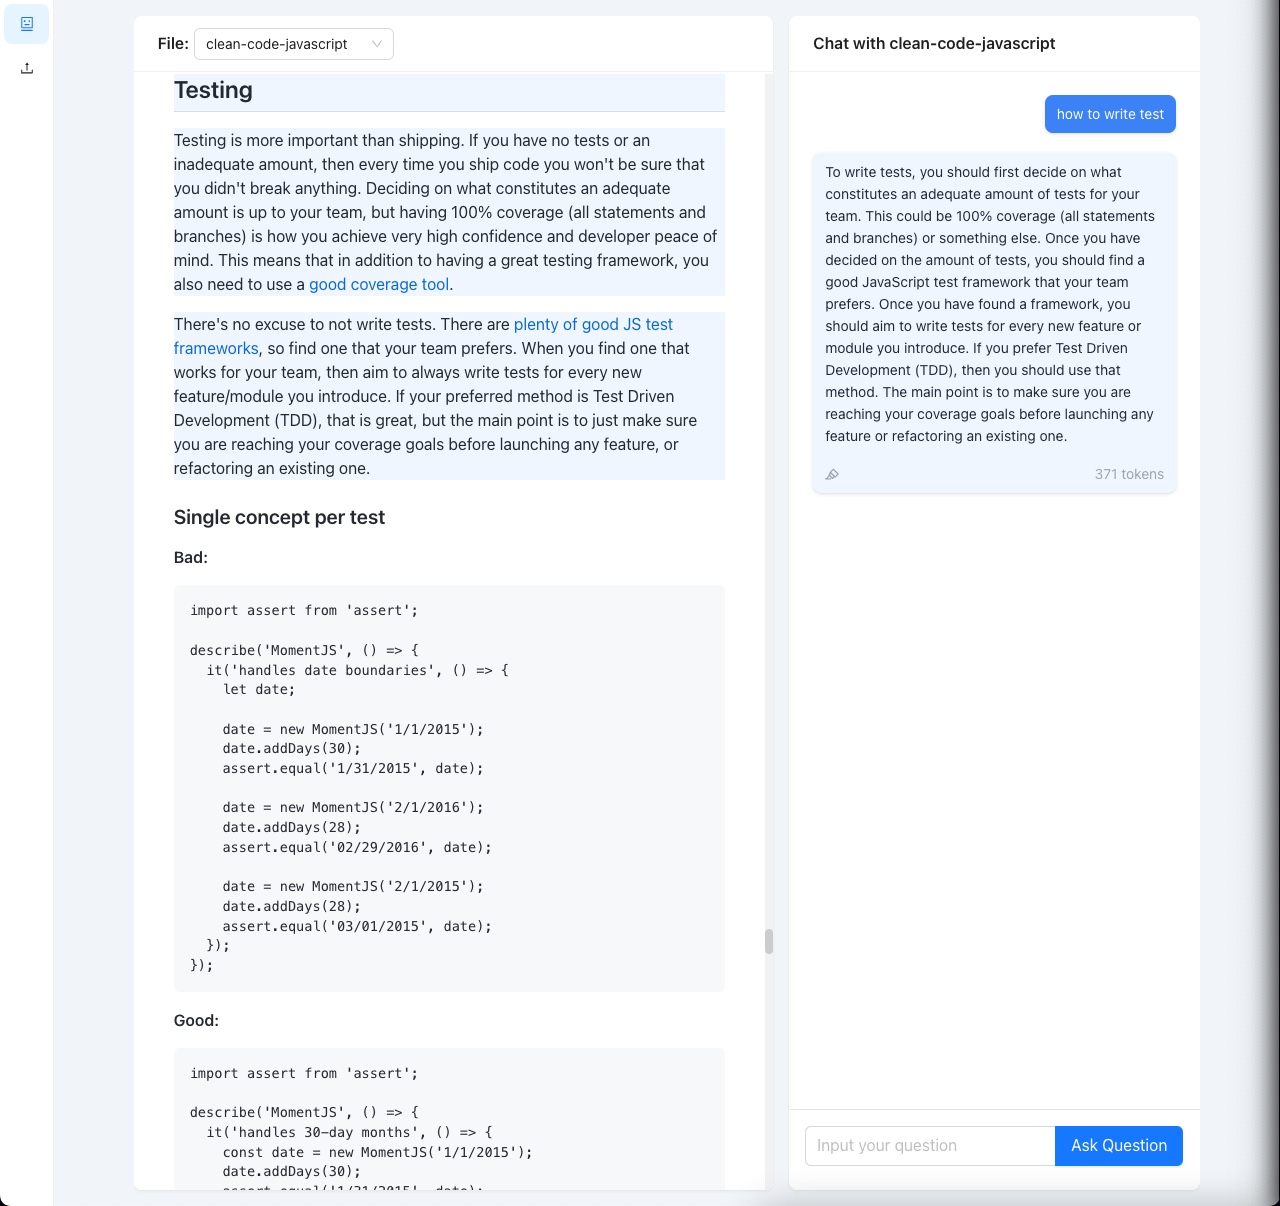 File: clean-code-javascript
Testing
Testing is more important than shipping. If you have no tests or an
inadequate amount, then every time you ship code you won't be sure that
you didn't break anything. Deciding on what constitutes an adequate
amount is up to your team, but having 100% coverage (all statements and
branches) is how you achieve very high confidence and developer peace of
mind. This means that in addition to having a great testing framework, you
also need to use a good coverage tool.
There's no excuse to not write tests. There are plenty of good JS test
frameworks, so find one that your team prefers. When you find one that
works for your team, then aim to always write tests for every new
feature/module you introduce. If your preferred method is Test Driven
Development (TDD), that is great, but the main point is to just make sure
you are reaching your coverage goals before launching any feature, or
refactoring an existing one.
Single concept per test
Bad:
import assert from 'assert';
describe('MomentJS', () => {
  it('handles date boundaries', () => {
    let date;
    date = new MomentJS('1/1/2015');
    date.addDays(30);
    assert.equal('1/31/2015', date);
    date = new MomentJS('2/1/2016');
    date.addDays(28);
    assert.equal('02/29/2016', date);
    date = new MomentJS('2/1/2015');
    date.addDays(28);
    assert.equal('03/01/2015', date);
  });
});
Good:
import assert from 'assert';
describe('MomentJS', () => {
  it('handles 30-day months', () => {
    const date = new MomentJS('1/1/2015');
    date.addDays(30);
    assert.equal('1/31/2015', date);
Chat with clean-code-javascript
how to write test
To write tests, you should first decide on what
constitutes an adequate amount of tests for your
team. This could be 100% coverage (all statements
and branches) or something else. Once you have
decided on the amount of tests, you should find a
good JavaScript test framework that your team
prefers. Once you have found a framework, you
should aim to write tests for every new feature or
module you introduce. If you prefer Test Driven
Development (TDD), then you should use that
method. The main point is to make sure you are
reaching your coverage goals before launching any
feature or refactoring an existing one.
371 tokens
Input your question
Ask Question